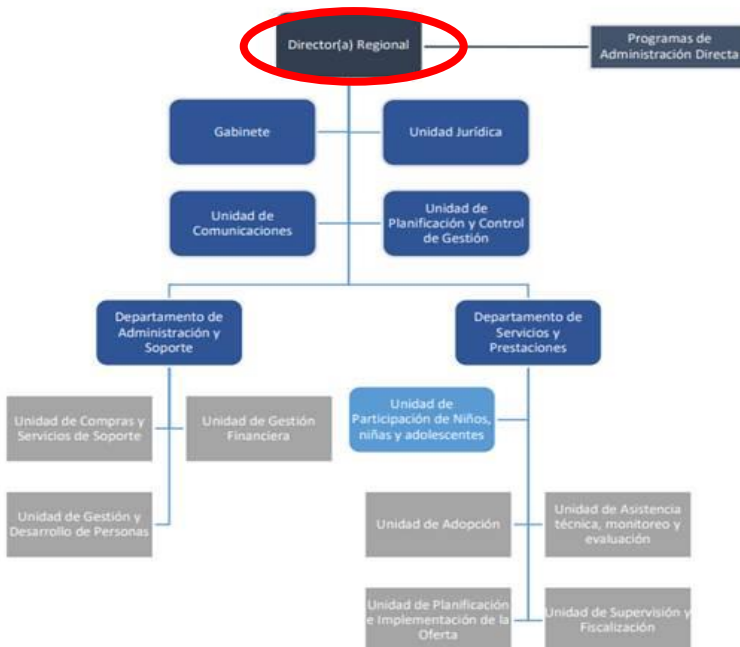 Director(a) Regional
Programas de
Administración Directa
Gabinete
Unidad Jurídica
Unidad de
Comunicaciones
Unidad de
Planificación y Control
de Gestión
Departamento de
Administración y
Soporte
Departamento de
Servicios y
Prestaciones
Unidad de Compras y
Servicios de Soporte
Unidad de Gestión
Financiera
Unidad de
Participación de Niños,
niñas y adolescentes
Unidad de Gestión y
Desarrollo de Personas
Unidad de Adopción
Unidad de Asistencia
técnica, monitoreo y
evaluación
Unidad de Planificación
e Implementación de la
Oferta
Unidad de Supervisión y
Fiscalización